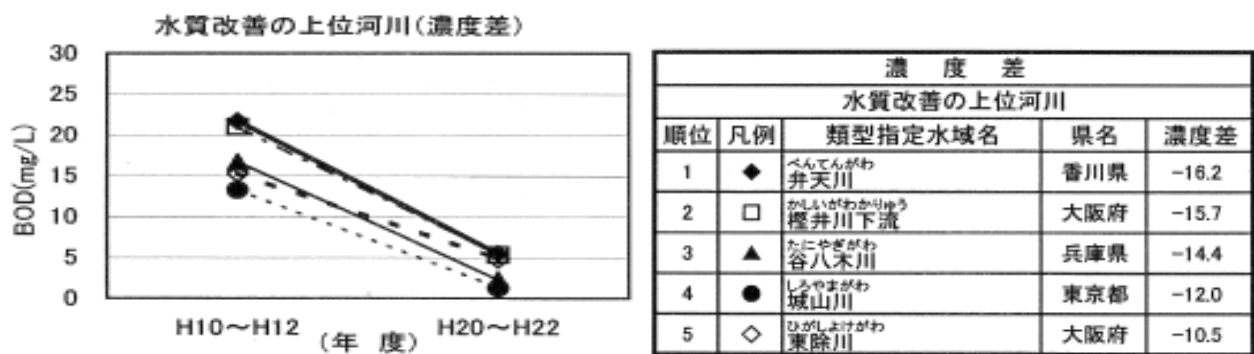 水質改善の上位河川(濃度差)
30
25
20
15
10
5
0
BOD(mg/L)
H10～H12
H20～H22
(年 度)
濃 度 差
水質改善の上位河川
順位 凡例 類型指定水域名 県名 濃度差
べんてんがわ
1 ◆ 弁天川 香川県 -16.2
かしいがわかりゅう
2 □ 樫井川下流 大阪府 -15.7
たにやぎがわ
3 ▲ 谷八木川 兵庫県 -14.4
しろやまがわ
4 ● 城山川 東京都 -12.0
ひがしよけがわ
5 ◇ 東除川 大阪府 -10.5